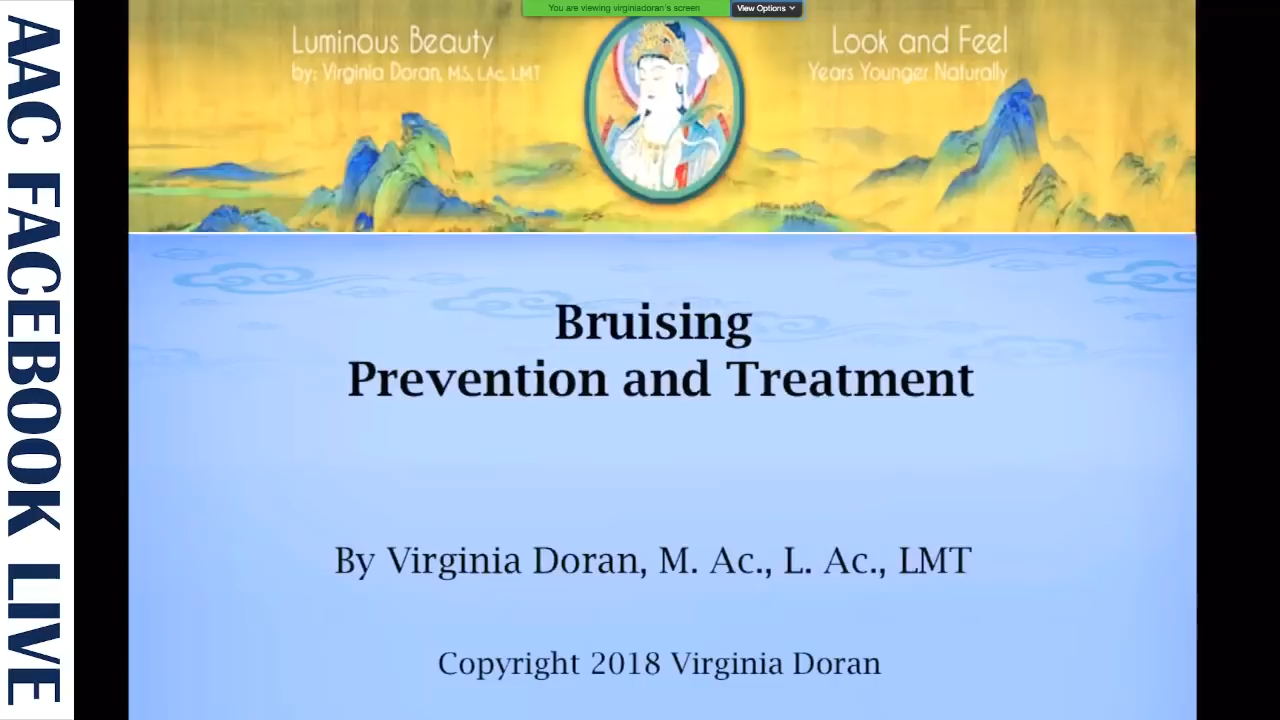 You are viewing virginiadoran's screen
View Options
Luminous Beauty
by: Virginia Doran, M.S, LAc, LMT
Look and Feel
Years Younger Naturally
AAC FACEBOOK LIVE
Bruising
Prevention and Treatment
By Virginia Doran, M. Ac., L. Ac., LMT
Copyright 2018 Virginia Doran